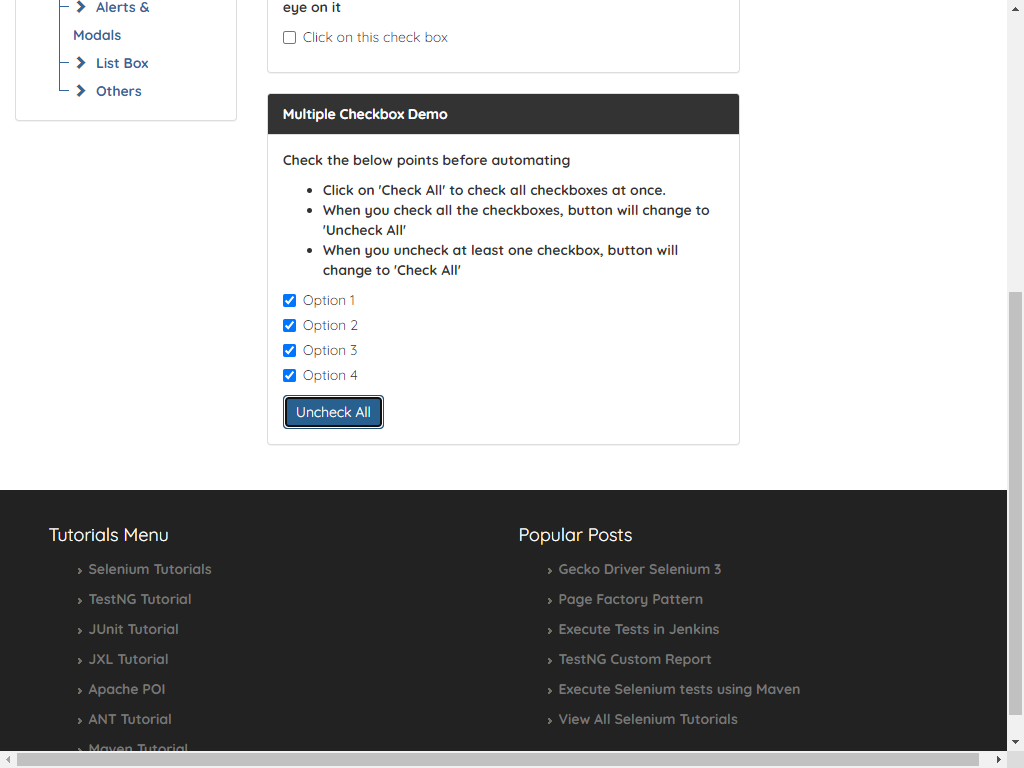 Alerts &
Modals
List Box
Others
eye on it
Click on this check box
Multiple Checkbox Demo
Check the below points before automating
Click on 'Check All' to check all checkboxes at once.
When you check all the checkboxes, button will change to
'Uncheck All'
When you uncheck at least one checkbox, button will
change to 'Check All'
Option 1
Option 2
Option 3
Option 4
Uncheck All
Tutorials Menu
Selenium Tutorials
TestNG Tutorial
JUnit Tutorial
JXL Tutorial
Apache POI
ANT Tutorial
Maven Tutorial
Popular Posts
Gecko Driver Selenium 3
Page Factory Pattern
Execute Tests in Jenkins
TestNG Custom Report
Execute Selenium tests using Maven
View All Selenium Tutorials